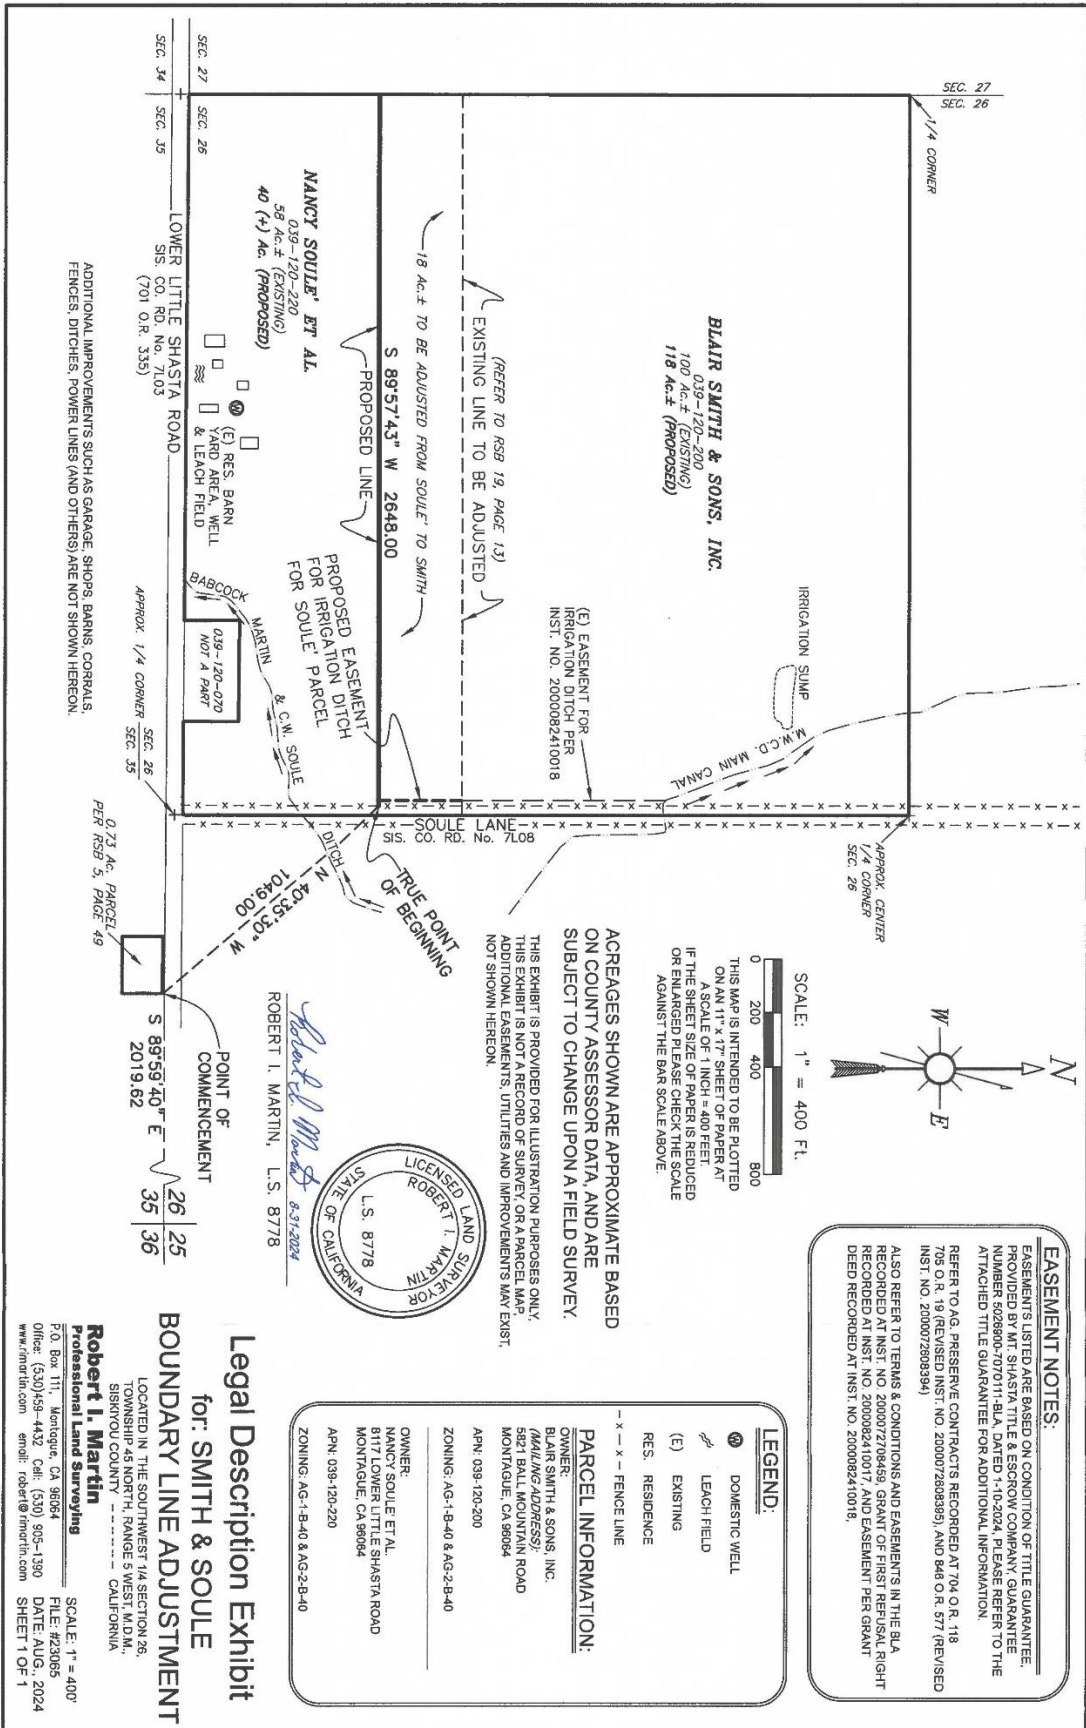 SEC. 27
SEC. 26
1/4 CORNER
BLAIR SMITH & SONS, INC.
039-120-200
100 Ac.± (EXISTING)
118 Ac.± (PROPOSED)
IRRIGATION SUMP
M.W.C.D. MAIN CANAL
APPROX. CENTER
1/4 CORNER
SEC. 26
(E) EASEMENT FOR
IRRIGATION DITCH PER
INST. NO. 2000082410018
(REFER TO RSB 19, PAGE 13)
EXISTING LINE TO BE ADJUSTED
18 Ac.± TO BE ADJUSTED FROM SOULE' TO SMITH
S 89°57'43" W 2648.00
PROPOSED LINE
PROPOSED EASEMENT
FOR IRRIGATION DITCH
FOR SOULE' PARCEL
SOULE LANE
SIS. CO. RD. No. 7L08
TRUE POINT
OF BEGINNING
NANCY SOULE' ET AL.
039-120-220
58 Ac.± (EXISTING)
40 (+) Ac. (PROPOSED)
(E) RES. BARN
YARD AREA, WELL
& LEACH FIELD
W
BABCOCK MARTIN & C.W. SOULE DITCH
039-120-070
NOT A PART
N 40°35'30" W
1049.00
SEC. 27
SEC. 26
SEC. 34
SEC. 35
LOWER LITTLE SHASTA ROAD
SIS. CO. RD. No. 7L03
(701 O.R. 335)
APPROX. 1/4 CORNER
SEC. 26
SEC. 35
0.73 Ac. PARCEL
PER RSB 5, PAGE 49
POINT OF
COMMENCEMENT
S 89°59'40" E
2019.62
26 25
35 36
ADDITIONAL IMPROVEMENTS SUCH AS GARAGE, SHOPS, BARNS, CORRALS,
FENCES, DITCHES, POWER LINES (AND OTHERS) ARE NOT SHOWN HEREON.
N
W
E
SCALE: 1" = 400 Ft.
0 200 400 800
THIS MAP IS INTENDED TO BE PLOTTED
ON AN 11" x 17" SHEET OF PAPER AT
A SCALE OF 1 INCH = 400 FEET.
IF THE SHEET SIZE OF PAPER IS REDUCED
OR ENLARGED PLEASE CHECK THE SCALE
AGAINST THE BAR SCALE ABOVE.
ACREAGES SHOWN ARE APPROXIMATE BASED
ON COUNTY ASSESSOR DATA, AND ARE
SUBJECT TO CHANGE UPON A FIELD SURVEY.
THIS EXHIBIT IS PROVIDED FOR ILLUSTRATION PURPOSES ONLY,
THIS EXHIBIT IS NOT A RECORD OF SURVEY, OR A PARCEL MAP,
ADDITIONAL EASEMENTS, UTILITIES AND IMPROVEMENTS MAY EXIST,
NOT SHOWN HEREON.
Robert I. Martin 8-31-2024
ROBERT I. MARTIN, L.S. 8778
LICENSED LAND SURVEYOR
ROBERT I. MARTIN
L.S. 8778
STATE OF CALIFORNIA
EASEMENT NOTES:
EASEMENTS LISTED ARE BASED ON CONDITION OF TITLE GUARANTEE,
PROVIDED BY MT. SHASTA TITLE & ESCROW COMPANY, GUARANTEE
NUMBER 5026900-7070111-BLA, DATED 1-10-2024, PLEASE REFER TO THE
ATTACHED TITLE GUARANTEE FOR ADDITIONAL INFORMATION.
REFER TO AG. PRESERVE CONTRACTS RECORDED AT 704 O.R. 118
705 O.R. 19 (REVISED INST. NO. 2000072608395), AND 846 O.R. 577 (REVISED
INST. NO. 2000072608394)
ALSO REFER TO TERMS & CONDITIONS AND EASEMENTS IN THE BLA
RECORDED AT INST. NO. 2000072708459, GRANT OF FIRST REFUSAL RIGHT
RECORDED AT INST. NO. 2000082410017, AND EASEMENT PER GRANT
DEED RECORDED AT INST. NO. 2000082410018,
LEGEND:
W DOMESTIC WELL
LEACH FIELD
(E) EXISTING
RES. RESIDENCE
— x — x — FENCE LINE
PARCEL INFORMATION:
OWNER:
BLAIR SMITH & SONS, INC.
(MAILING ADDRESS):
5821 BALL MOUNTAIN ROAD
MONTAGUE, CA 96064
APN: 039-120-200
ZONING: AG-1-B-40 & AG-2-B-40
OWNER:
NANCY SOULE' ET AL.
8117 LOWER LITTLE SHASTA ROAD
MONTAGUE, CA 96064
APN: 039-120-220
ZONING: AG-1-B-40 & AG-2-B-40
Legal Description Exhibit
for: SMITH & SOULE
BOUNDARY LINE ADJUSTMENT
LOCATED IN THE SOUTHWEST 1/4 SECTION 26,
TOWNSHIP 45 NORTH, RANGE 5 WEST, M.D.M.,
SISKIYOU COUNTY - - - - - - - CALIFORNIA
Robert I. Martin
Professional Land Surveying
P.O. Box 111, Montague, CA 96064
Office: (530)459-4432 Cell: (530) 905-1390
www.rimartin.com email: robert@rimartin.com
SCALE: 1" = 400'
FILE: #23065
DATE: AUG., 2024
SHEET 1 OF 1